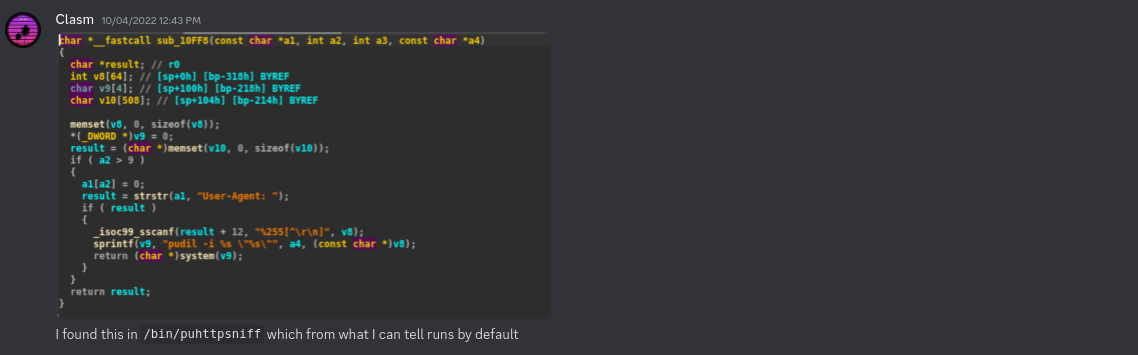 Clasm 10/04/2022 12:43 PM
char *__fastcall sub_10FF8(const char *a1, int a2, int a3, const char *a4)
{
char *result; // r0
int v8[64]; // [sp+0h] [bp-318h] BYREF
char v9[4]; // [sp+100h] [bp-218h] BYREF
char v10[508]; // [sp+104h] [bp-214h] BYREF
memset(v8, 0, sizeof(v8));
*(_DWORD *)v9 = 0;
result = (char *)memset(v10, 0, sizeof(v10));
if ( a2 > 9 )
{
a1[a2] = 0;
result = strstr(a1, "User-Agent: ");
if ( result )
{
_isoc99_sscanf(result + 12, "%255[^\r\n]", v8);
sprintf(v9, "pudil -i %s \"%s\"", a4, (const char *)v8);
return (char *)system(v9);
}
}
return result;
}
I found this in /bin/puhttpsniff which from what I can tell runs by default